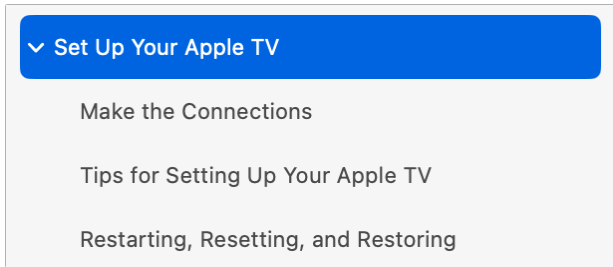 Set Up Your Apple TV
Make the Connections
Tips for Setting Up Your Apple TV
Restarting, Resetting, and Restoring